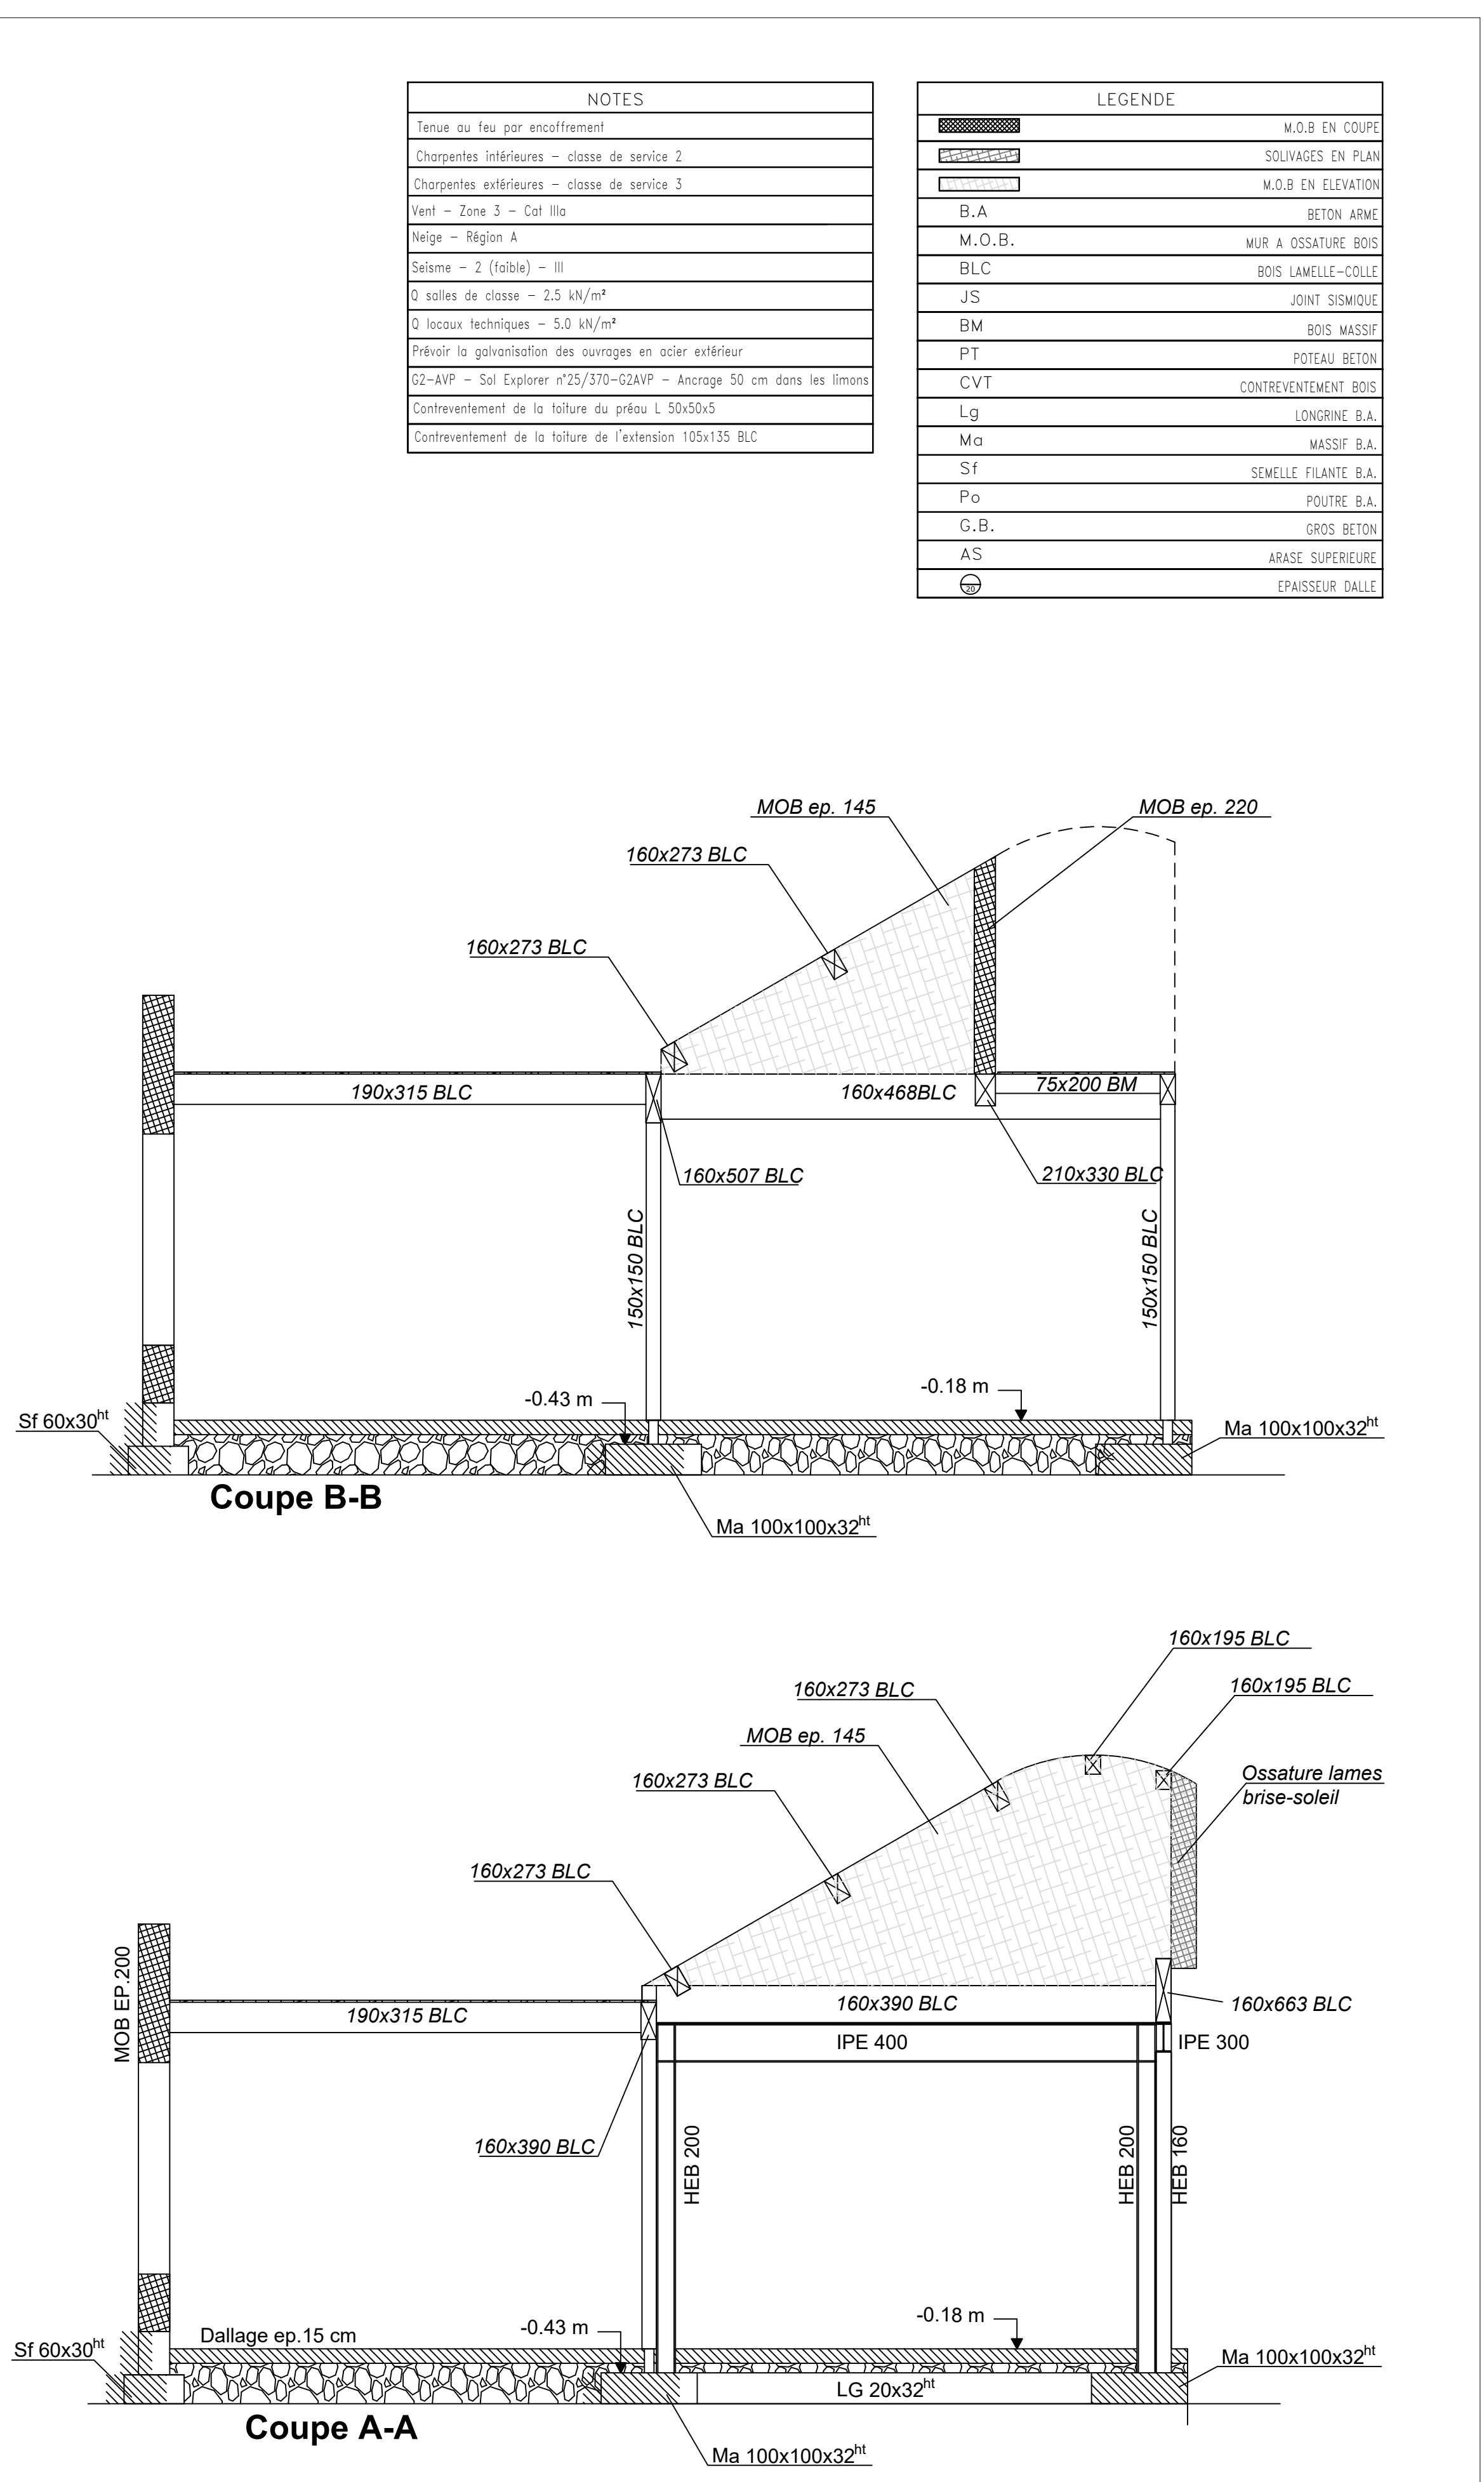 NOTES
Tenue au feu par encoffrement
Charpentes intérieures – classe de service 2
Charpentes extérieures – classe de service 3
Vent – Zone 3 – Cat IIIa
Neige – Région A
Seisme – 2 (faible) – III
Q salles de classe – 2.5 kN/m²
Q locaux techniques – 5.0 kN/m²
Prévoir la galvanisation des ouvrages en acier extérieur
G2–AVP – Sol Explorer n°25/370–G2AVP – Ancrage 50 cm dans les limons
Contreventement de la toiture du préau L 50x50x5
Contreventement de la toiture de l'extension 105x135 BLC
LEGENDE
M.O.B EN COUPE
SOLIVAGES EN PLAN
M.O.B EN ELEVATION
B.A BETON ARME
M.O.B. MUR A OSSATURE BOIS
BLC BOIS LAMELLE–COLLE
JS JOINT SISMIQUE
BM BOIS MASSIF
PT POTEAU BETON
CVT CONTREVENTEMENT BOIS
Lg LONGRINE B.A.
Ma MASSIF B.A.
Sf SEMELLE FILANTE B.A.
Po POUTRE B.A.
G.B. GROS BETON
AS ARASE SUPERIEURE
20 EPAISSEUR DALLE
MOB ep. 145
MOB ep. 220
160x273 BLC
160x273 BLC
190x315 BLC
160x468BLC
75x200 BM
160x507 BLC
210x330 BLC
150x150 BLC
150x150 BLC
-0.43 m
-0.18 m
Sf 60x30ht
Ma 100x100x32ht
Coupe B-B
Ma 100x100x32ht
160x195 BLC
160x273 BLC
160x195 BLC
MOB ep. 145
160x273 BLC
Ossature lames
brise-soleil
160x273 BLC
MOB EP.200
190x315 BLC
160x390 BLC
160x663 BLC
IPE 400
IPE 300
160x390 BLC
HEB 200
HEB 200
HEB 160
Dallage ep.15 cm
-0.43 m
-0.18 m
Sf 60x30ht
Ma 100x100x32ht
LG 20x32ht
Coupe A-A
Ma 100x100x32ht